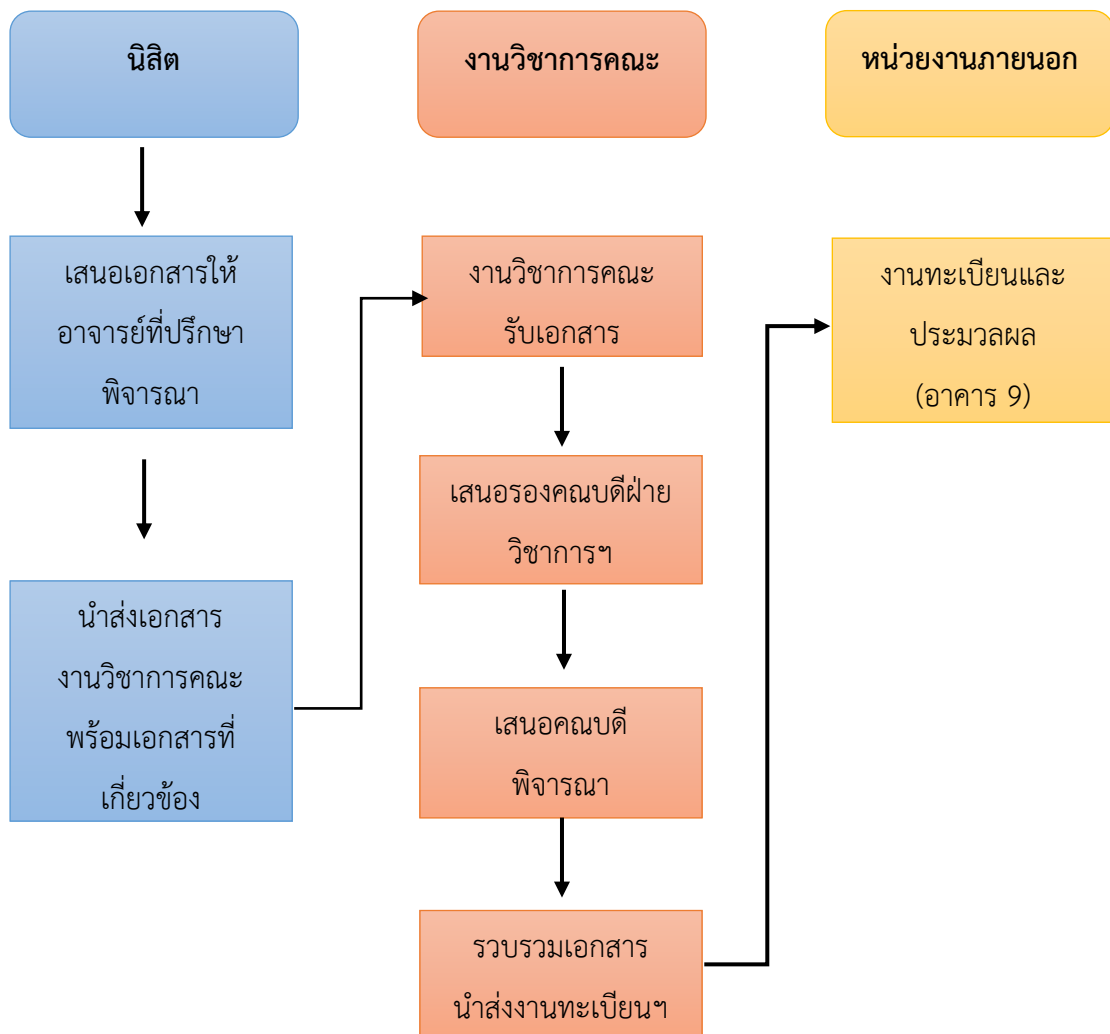 นิสิต
งานวิชาการคณะ
หน่วยงานภายนอก
เสนอเอกสารให้
อาจารย์ที่ปรึกษา
พิจารณา
นำส่งเอกสาร
งานวิชาการคณะ
พร้อมเอกสารที่
เกี่ยวข้อง
งานวิชาการคณะ
รับเอกสาร
เสนอรองคณบดีฝ่าย
วิชาการฯ
เสนอคณบดี
พิจารณา
รวบรวมเอกสาร
นำส่งงานทะเบียนฯ
งานทะเบียนและ
ประมวลผล
(อาคาร 9)